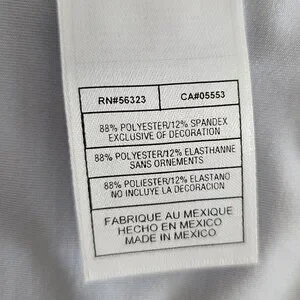 RN#56323 CA#05553
88% POLYESTER/12% SPANDEX
EXCLUSIVE OF DECORATION
88% POLYESTER/12% ELASTHANNE
SANS ORNEMENTS
88% POLIESTER/12% ELASTANO
NO INCLUYE LA DECORACION
FABRIQUE AU MEXIQUE
HECHO EN MEXICO
MADE IN MEXICO